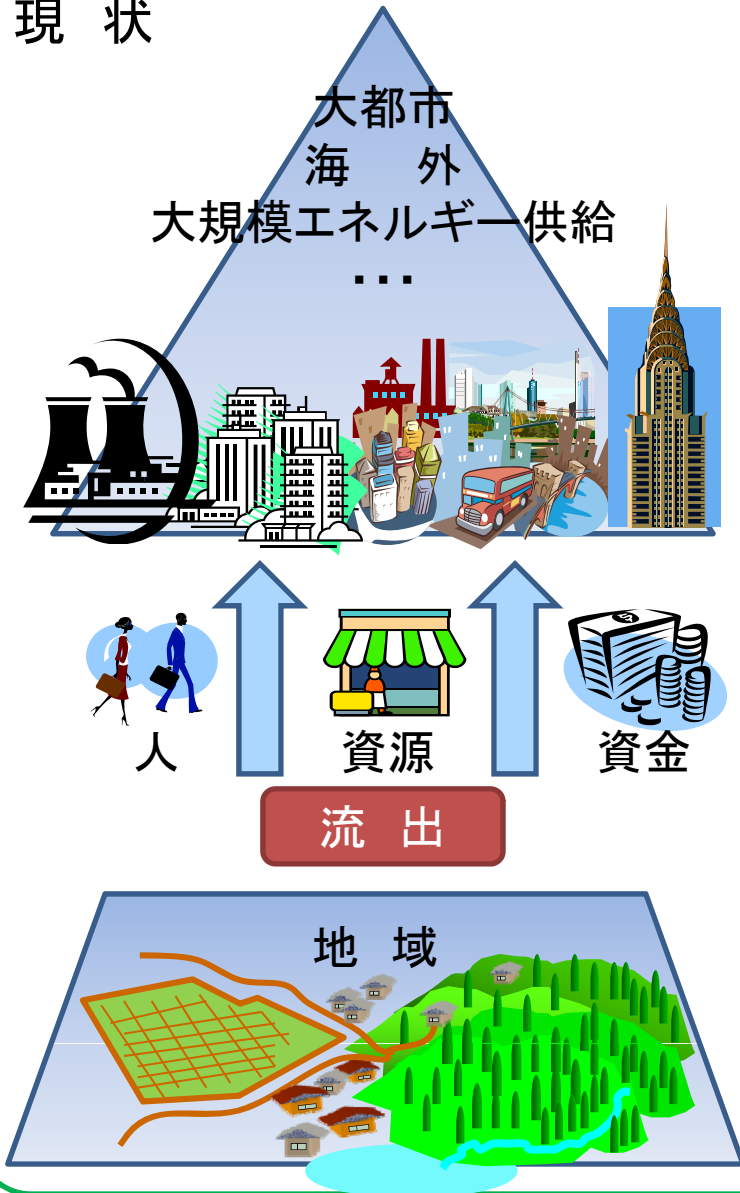 現 状
大都市
海 外
大規模エネルギー供給
・・・
人
資源
資金
流 出
地 域